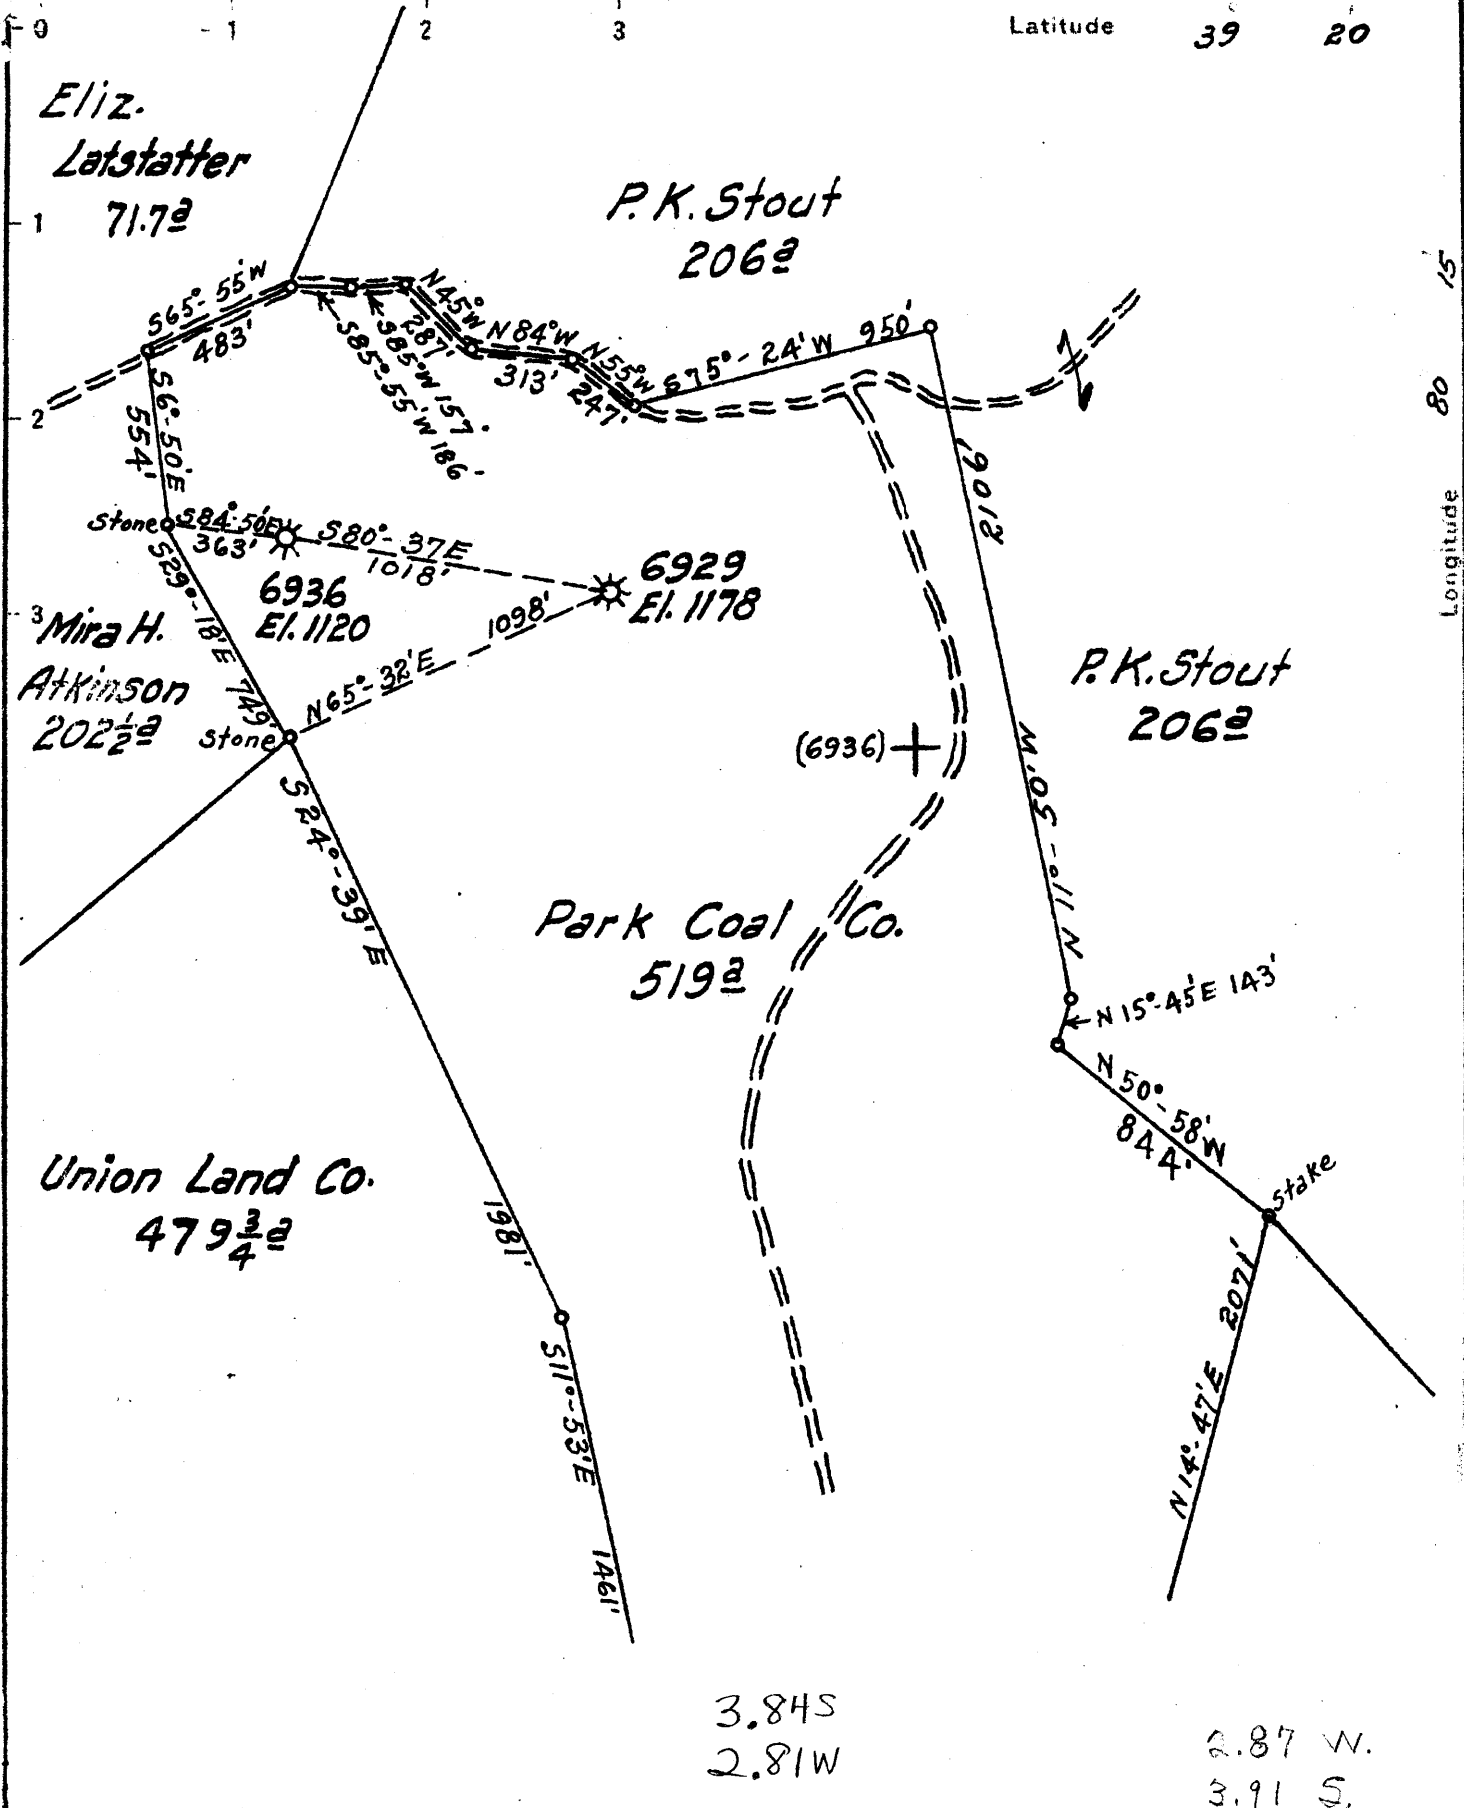 0 1 2 3 Latitude 39 20
Eliz.
Latstatter
71.7a
1
P.K. Stout
206a
15
80
Longitude
S65°-55'W
483'
S85°-55'W 186'
S85°W 157'
N45°W
287'
N84°W
313'
N55°W
247'
S75°-24'W 950'
2
S6°-50'E
554'
2106'
Stone
S84°-50'E
363'
S80°-37E
1018'
6936
El. 1120
6929
El. 1178
3
Mira H.
Atkinson
202½a
S29°-18'E 749'
Stone
N65°-32'E 1098'
P.K. Stout
206a
(6936)
N 11°-50'W
S24°-39'E
1981'
Park Coal Co.
519a
N15°-45'E 143'
N50°-58'W
844'
Stake
Union Land Co.
479¾a
S11°-53'E
1461'
N14°-47'E 2071'
3.84S
2.81W
2.87 W.
3.91 S.